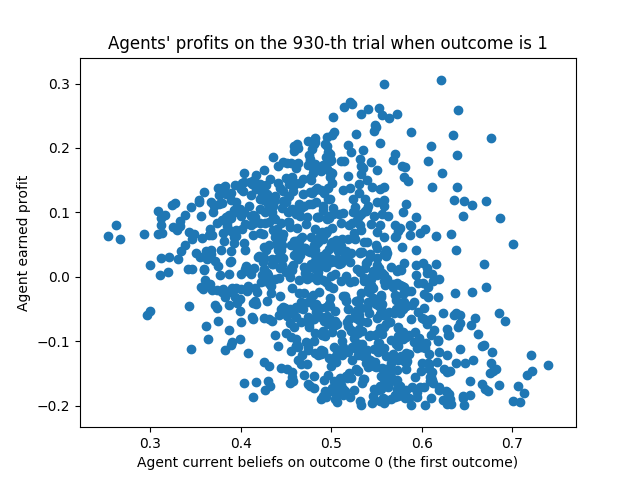 Agents' profits on the 930-th trial when outcome is 1
0.3
0.2
0.1
0.0
−0.1
−0.2
Agent earned profit
0.3 0.4 0.5 0.6 0.7
Agent current beliefs on outcome 0 (the first outcome)